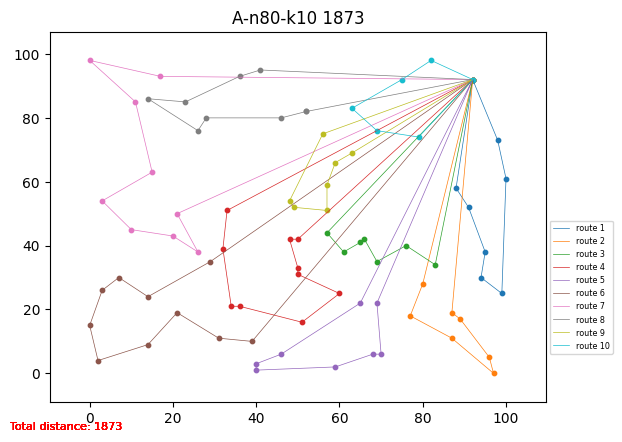 A-n80-k10 1873
100
80
60
40
20
0
0 20 40 60 80 100
route 1
route 2
route 3
route 4
route 5
route 6
route 7
route 8
route 9
route 10
Total distance: 1873